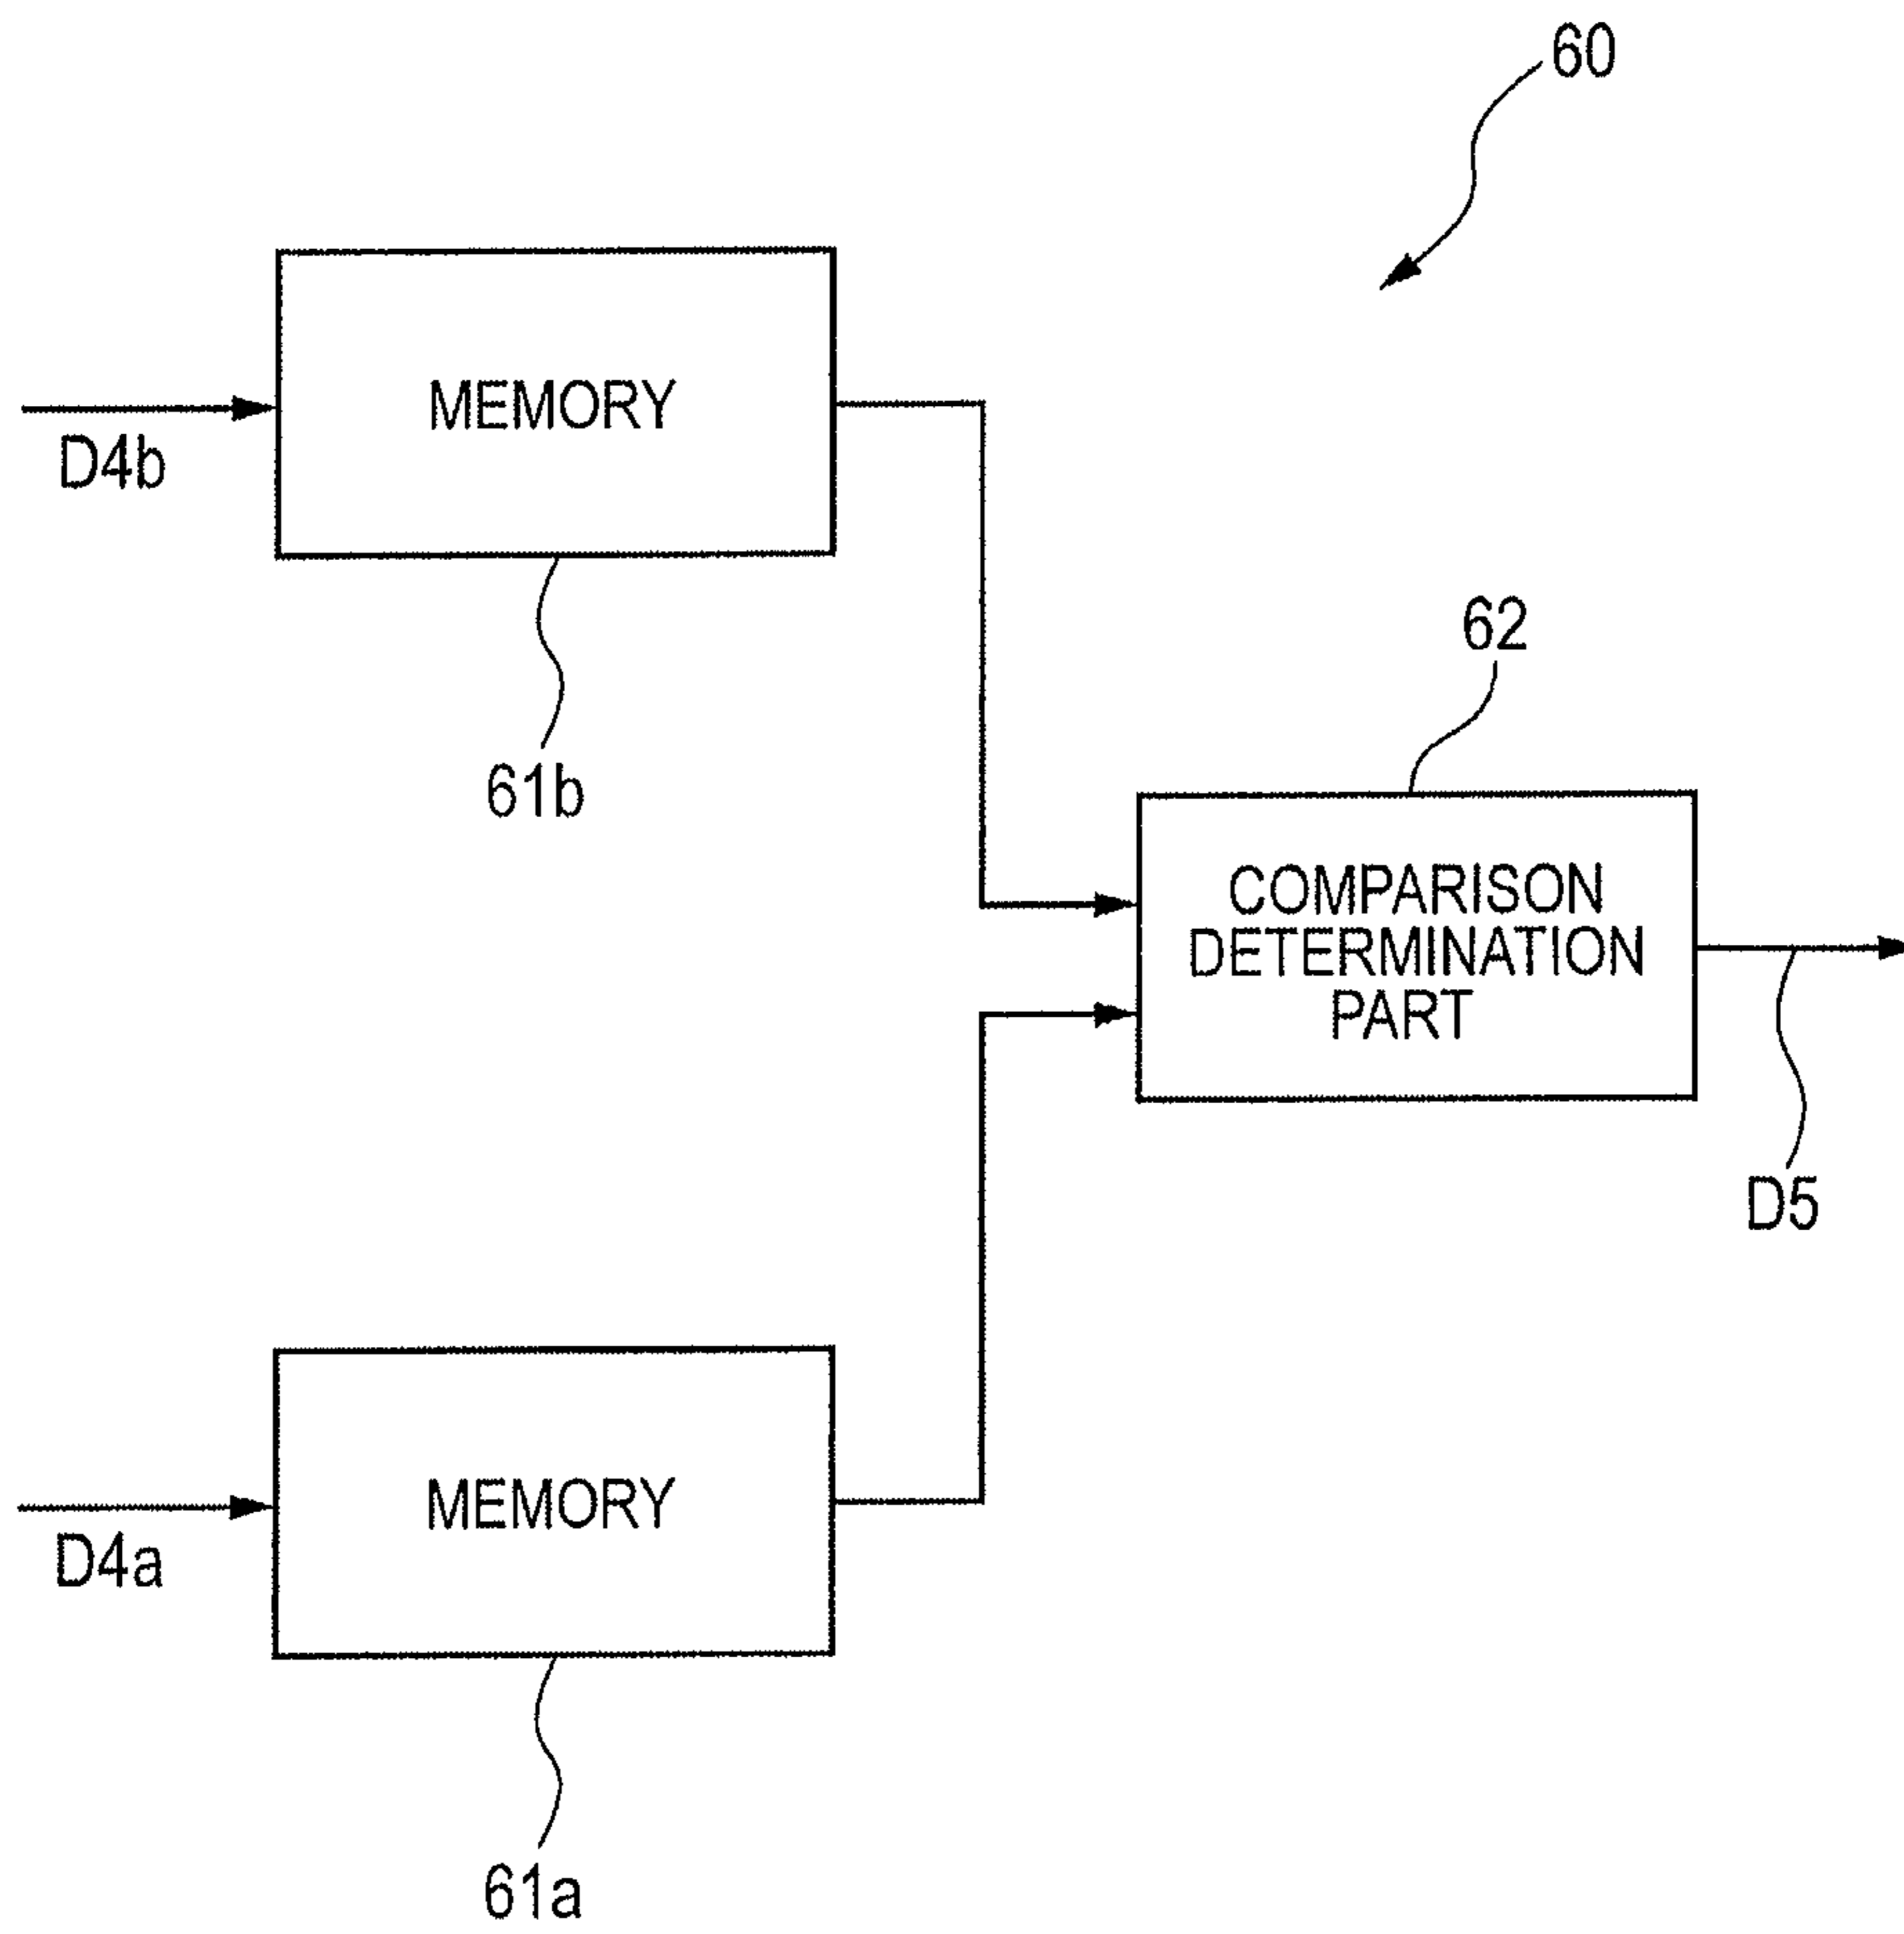 60
MEMORY
D4b
61b
62
COMPARISON
DETERMINATION
PART
D5
MEMORY
D4a
61a